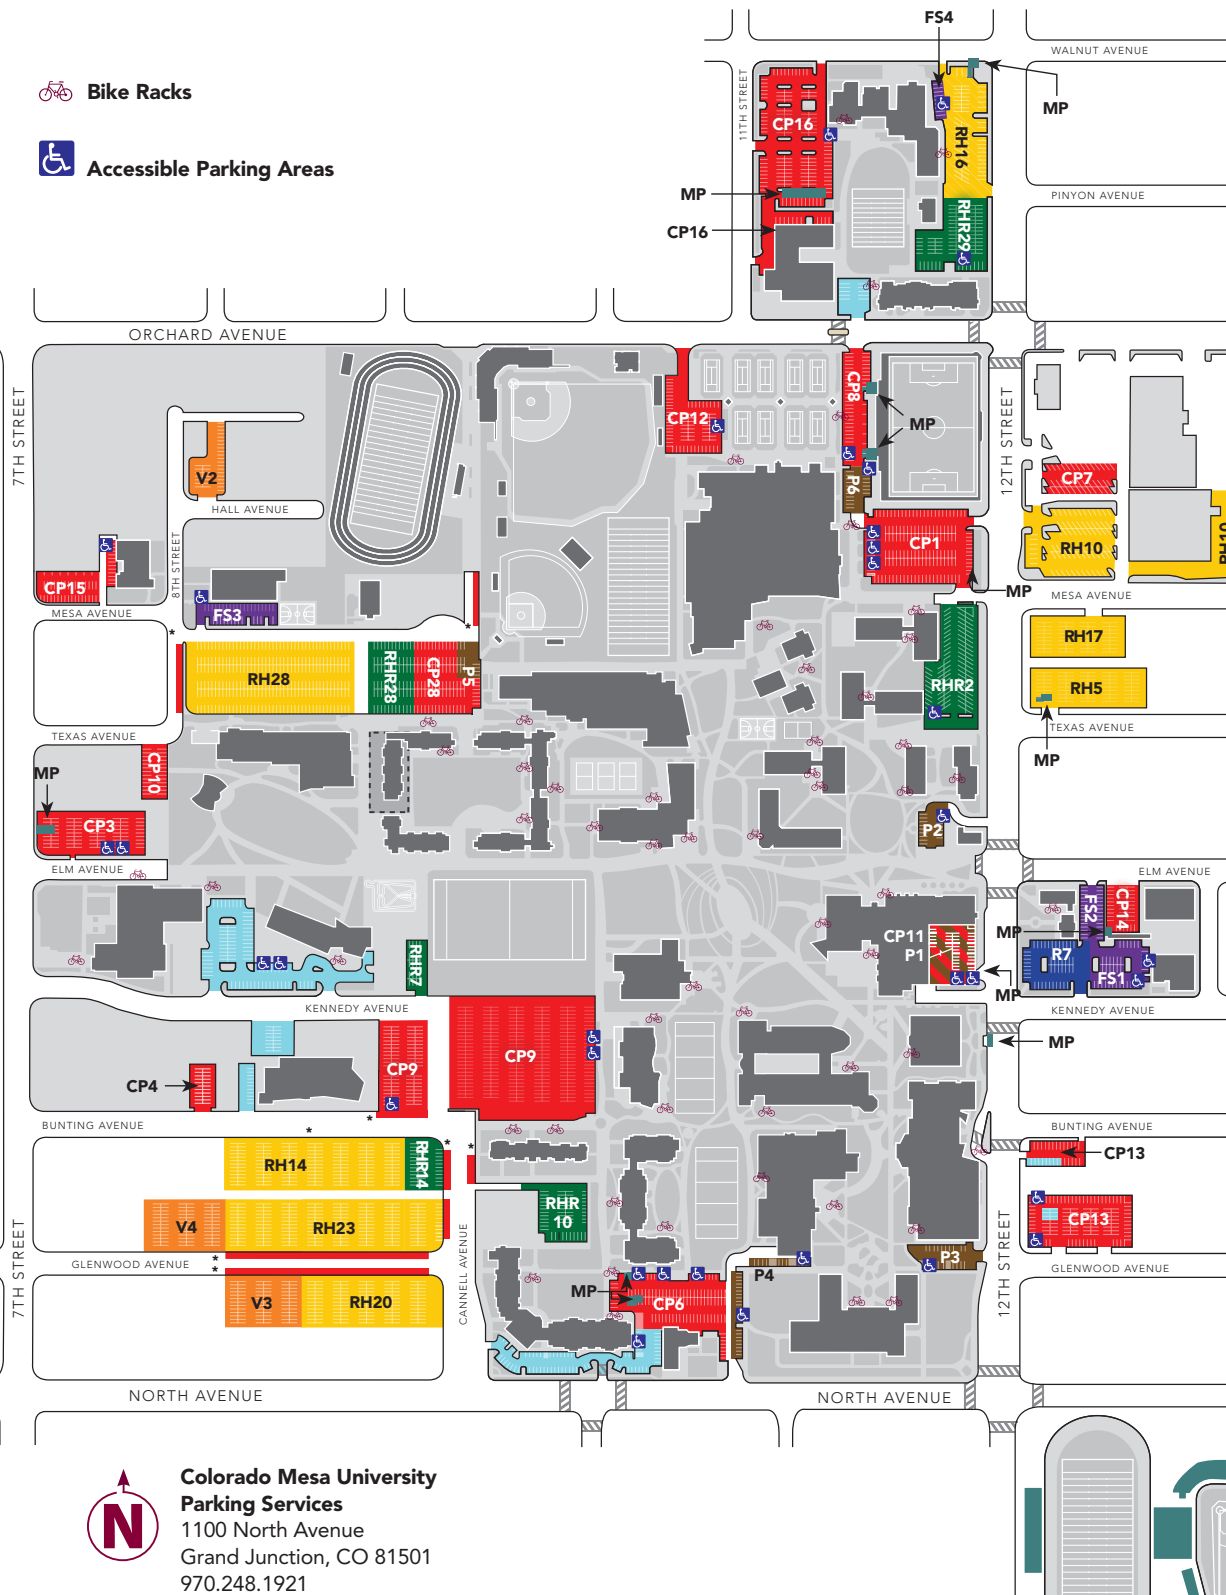 FS4
WALNUT AVENUE
Bike Racks
11TH STREET
MP
CP16
RH16
Accessible Parking Areas
MP
PINYON AVENUE
CP16
RHR29
ORCHARD AVENUE
7TH STREET
CP8
12TH STREET
CP12
MP
V2
P6
CP7
HALL AVENUE
8TH STREET
CP1
RH10
RH10
CP15
MP
MESA AVENUE
MESA AVENUE
FS3
*
*
RH17
RH28
RHR28
CP28
P5
RHR2
RH5
TEXAS AVENUE
TEXAS AVENUE
MP
CP10
MP
CP3
P2
ELM AVENUE
ELM AVENUE
FS2
CP14
CP11
P1
MP
RHR7
R7
FS1
MP
KENNEDY AVENUE
KENNEDY AVENUE
MP
CP9
CP9
CP4
*
BUNTING AVENUE
BUNTING AVENUE
*
*
*
RH14
RHR14
CP13
RHR
10
V4
RH23
CP13
7TH STREET
CANNELL AVENUE
12TH STREET
*
*
GLENWOOD AVENUE
P3
GLENWOOD AVENUE
P4
MP
V3
RH20
CP6
NORTH AVENUE
NORTH AVENUE
N
Colorado Mesa University
Parking Services
1100 North Avenue
Grand Junction, CO 81501
970.248.1921